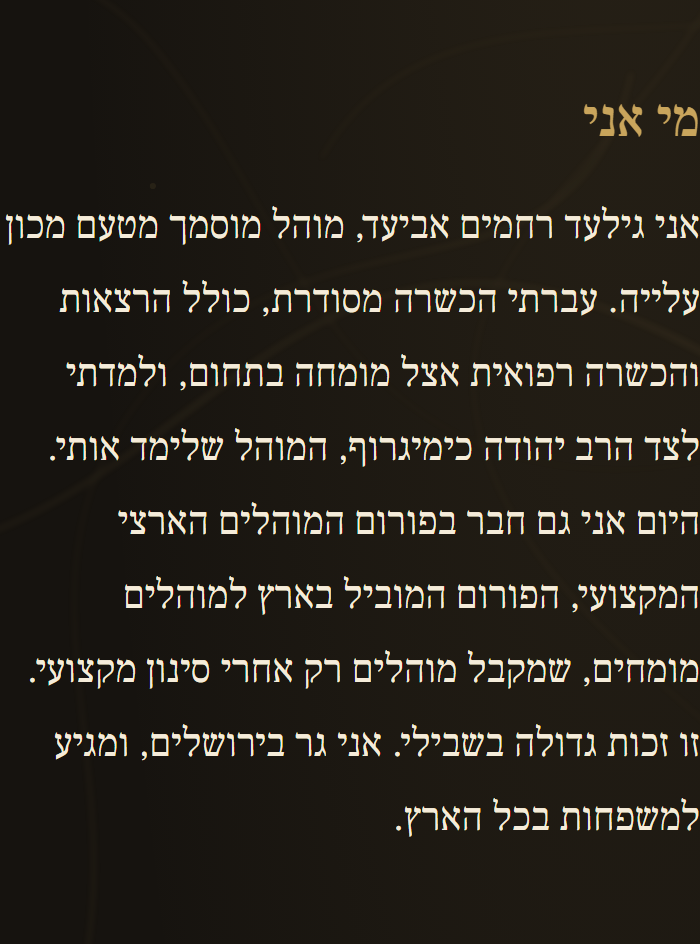 מי אני
אני גילעד רחמים אביעד, מוהל מוסמך מטעם מכון
עלייה. עברתי הכשרה מסודרת, כולל הרצאות
והכשרה רפואית אצל מומחה בתחום, ולמדתי
לצד הרב יהודה כימיגרוף, המוהל שלימד אותי.
היום אני גם חבר בפורום המוהלים הארצי
המקצועי, הפורום המוביל בארץ למוהלים
מומחים, שמקבל מוהלים רק אחרי סינון מקצועי.
זו זכות גדולה בשבילי. אני גר בירושלים, ומגיע
למשפחות בכל הארץ.